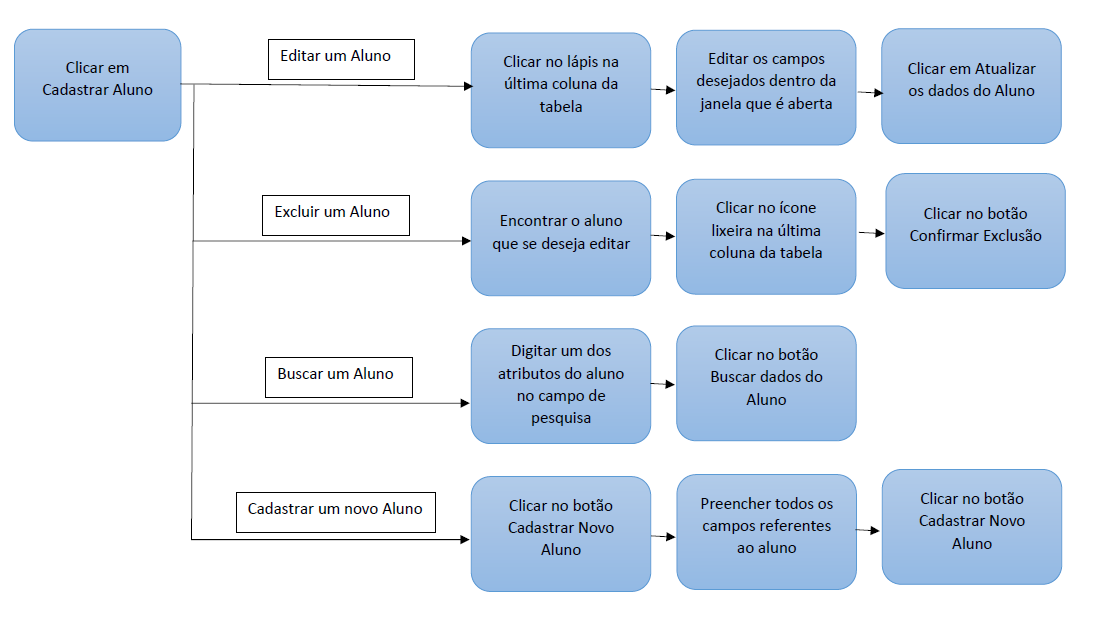 Clicar em
Cadastrar Aluno
Editar um Aluno
Clicar no lápis na
última coluna da
tabela
Editar os campos
desejados dentro da
janela que é aberta
Clicar em Atualizar
os dados do Aluno
Excluir um Aluno
Encontrar o aluno
que se deseja editar
Clicar no ícone
lixeira na última
coluna da tabela
Clicar no botão
Confirmar Exclusão
Buscar um Aluno
Digitar um dos
atributos do aluno
no campo de
pesquisa
Clicar no botão
Buscar dados do
Aluno
Cadastrar um novo Aluno
Clicar no botão
Cadastrar Novo
Aluno
Preencher todos os
campos referentes
ao aluno
Clicar no botão
Cadastrar Novo
Aluno